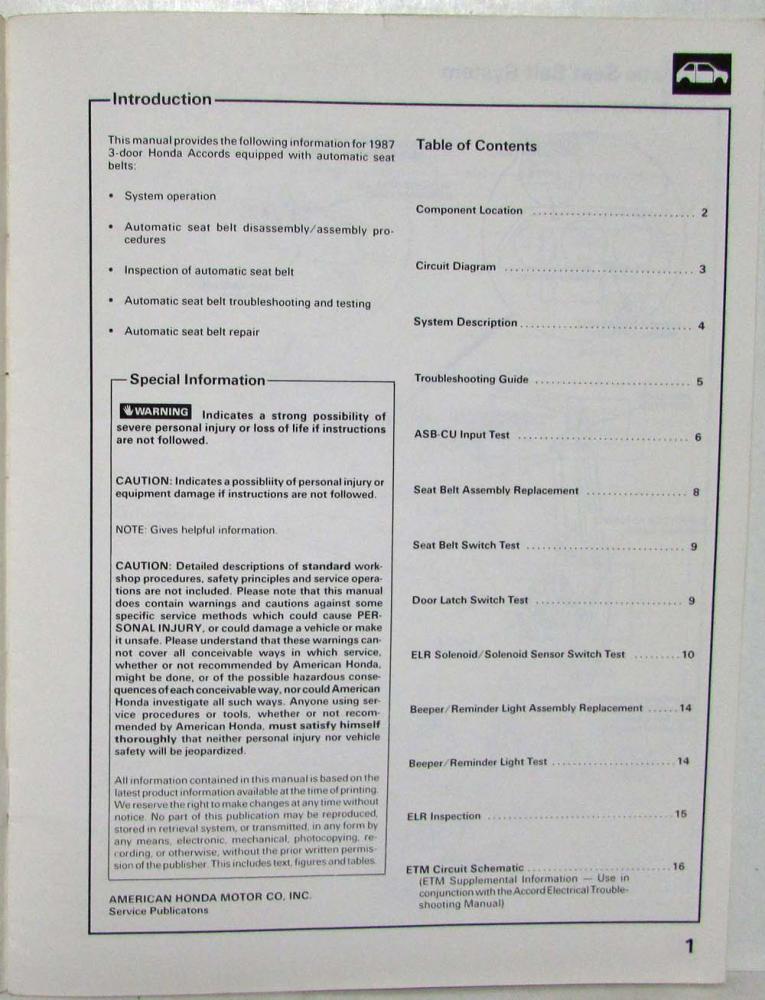 Introduction
This manual provides the following information for 1987
3-door Honda Accords equipped with automatic seat
belts:
• System operation
• Automatic seat belt disassembly/assembly pro-
cedures
• Inspection of automatic seat belt
• Automatic seat belt troubleshooting and testing
• Automatic seat belt repair
Special Information
WARNING Indicates a strong possibility of
severe personal injury or loss of life if instructions
are not followed.
CAUTION: Indicates a possibliity of personal injury or
equipment damage if instructions are not followed.
NOTE: Gives helpful information.
CAUTION: Detailed descriptions of standard work-
shop procedures, safety principles and service opera-
tions are not included. Please note that this manual
does contain warnings and cautions against some
specific service methods which could cause PER-
SONAL INJURY, or could damage a vehicle or make
it unsafe. Please understand that these warnings can-
not cover all conceivable ways in which service,
whether or not recommended by American Honda,
might be done, or of the possible hazardous conse-
quences of each conceivable way, nor could American
Honda investigate all such ways. Anyone using ser-
vice procedures or tools, whether or not recom-
mended by American Honda, must satisfy himself
thoroughly that neither personal injury nor vehicle
safety will be jeopardized.
All information contained in this manual is based on the
latest product information available at the time of printing.
We reserve the right to make changes at any time without
notice. No part of this publication may be reproduced,
stored in retrieval system, or transmitted, in any form by
any means, electronic, mechanical, photocopying, re-
cording, or otherwise, without the prior written permis-
sion of the publisher. This includes text, figures and tables.
AMERICAN HONDA MOTOR CO, INC.
Service Publicatons
Table of Contents
Component Location ............................ 2
Circuit Diagram ................................ 3
System Description ............................. 4
Troubleshooting Guide ........................... 5
ASB-CU Input Test .............................. 6
Seat Belt Assembly Replacement ................. 8
Seat Belt Switch Test ............................ 9
Door Latch Switch Test .......................... 9
ELR Solenoid/Solenoid Sensor Switch Test ......... 10
Beeper/Reminder Light Assembly Replacement ...... 14
Beeper/Reminder Light Test ...................... 14
ELR Inspection .................................. 15
ETM Circuit Schematic ........................... 16
(ETM Supplemental Information — Use in
conjunction with the Accord Electrical Trouble-
shooting Manual)
1